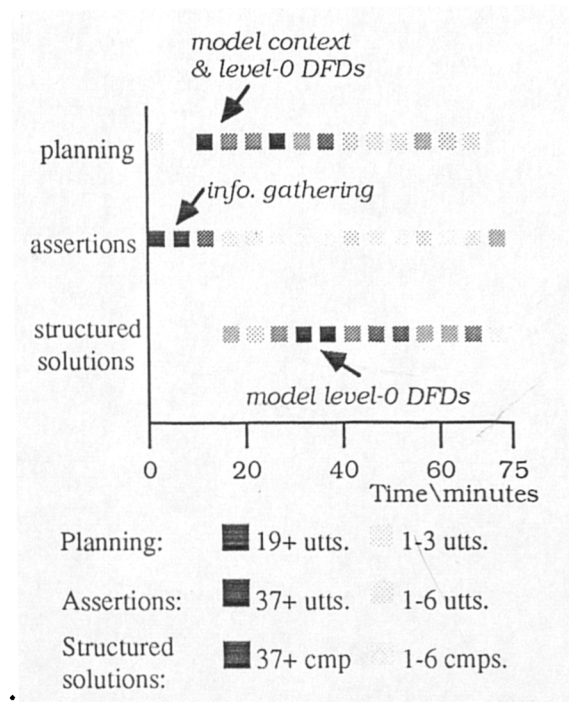 model context
& level-0 DFDs
planning
info. gathering
assertions
structured
solutions
model level-0 DFDs
0 20 40 60 75
Time\minutes
Planning: 19+ utts. 1-3 utts.
Assertions: 37+ utts. 1-6 utts.
Structured
solutions: 37+ cmp 1-6 cmps.